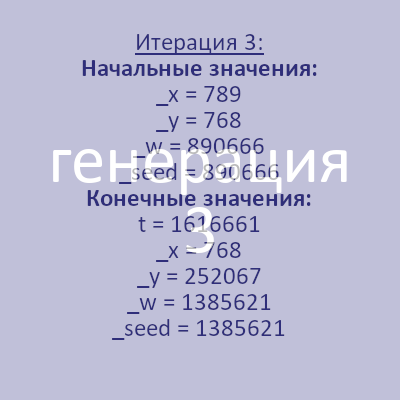 Итерация 3:
Начальные значения:
_x = 789
_y = 768
_w = 890666
_seed = 890666
генерация
3
Конечные значения:
t = 1616661
_x = 768
_y = 252067
_w = 1385621
_seed = 1385621